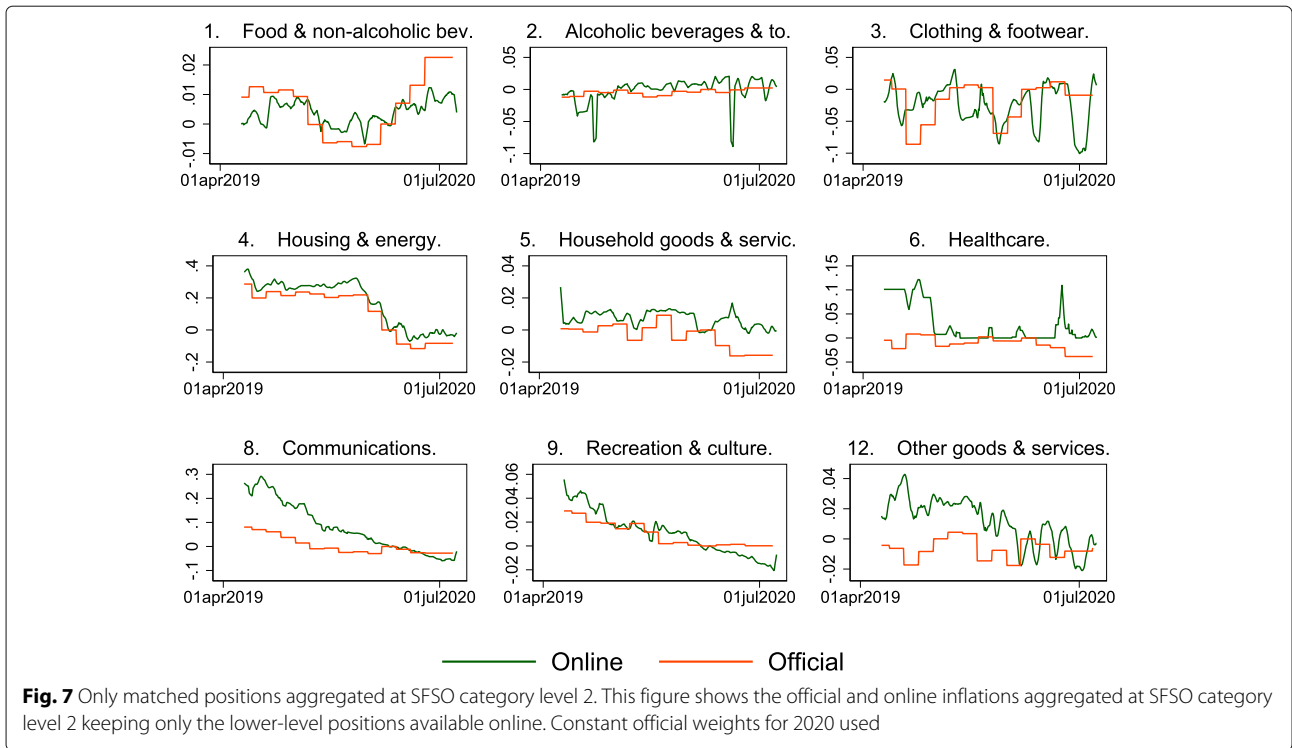 1. Food & non-alcoholic bev.
.02
.01
0
-.01
01apr2019 01jul2020
2. Alcoholic beverages & to.
.05
0
-.05
-.1
01apr2019 01jul2020
3. Clothing & footwear.
.05
0
-.05
-.1
01apr2019 01jul2020
4. Housing & energy.
.4
.2
0
-.2
01apr2019 01jul2020
5. Household goods & servic.
.04
.02
0
-.02
01apr2019 01jul2020
6. Healthcare.
.15
.1
.05
0
-.05
01apr2019 01jul2020
8. Communications.
.3
.2
.1
0
-.1
01apr2019 01jul2020
9. Recreation & culture.
.06
.04
.02
0
-.02
01apr2019 01jul2020
12. Other goods & services.
.04
.02
0
-.02
01apr2019 01jul2020
Online Official
Fig. 7 Only matched positions aggregated at SFSO category level 2. This figure shows the official and online inflations aggregated at SFSO category
level 2 keeping only the lower-level positions available online. Constant official weights for 2020 used